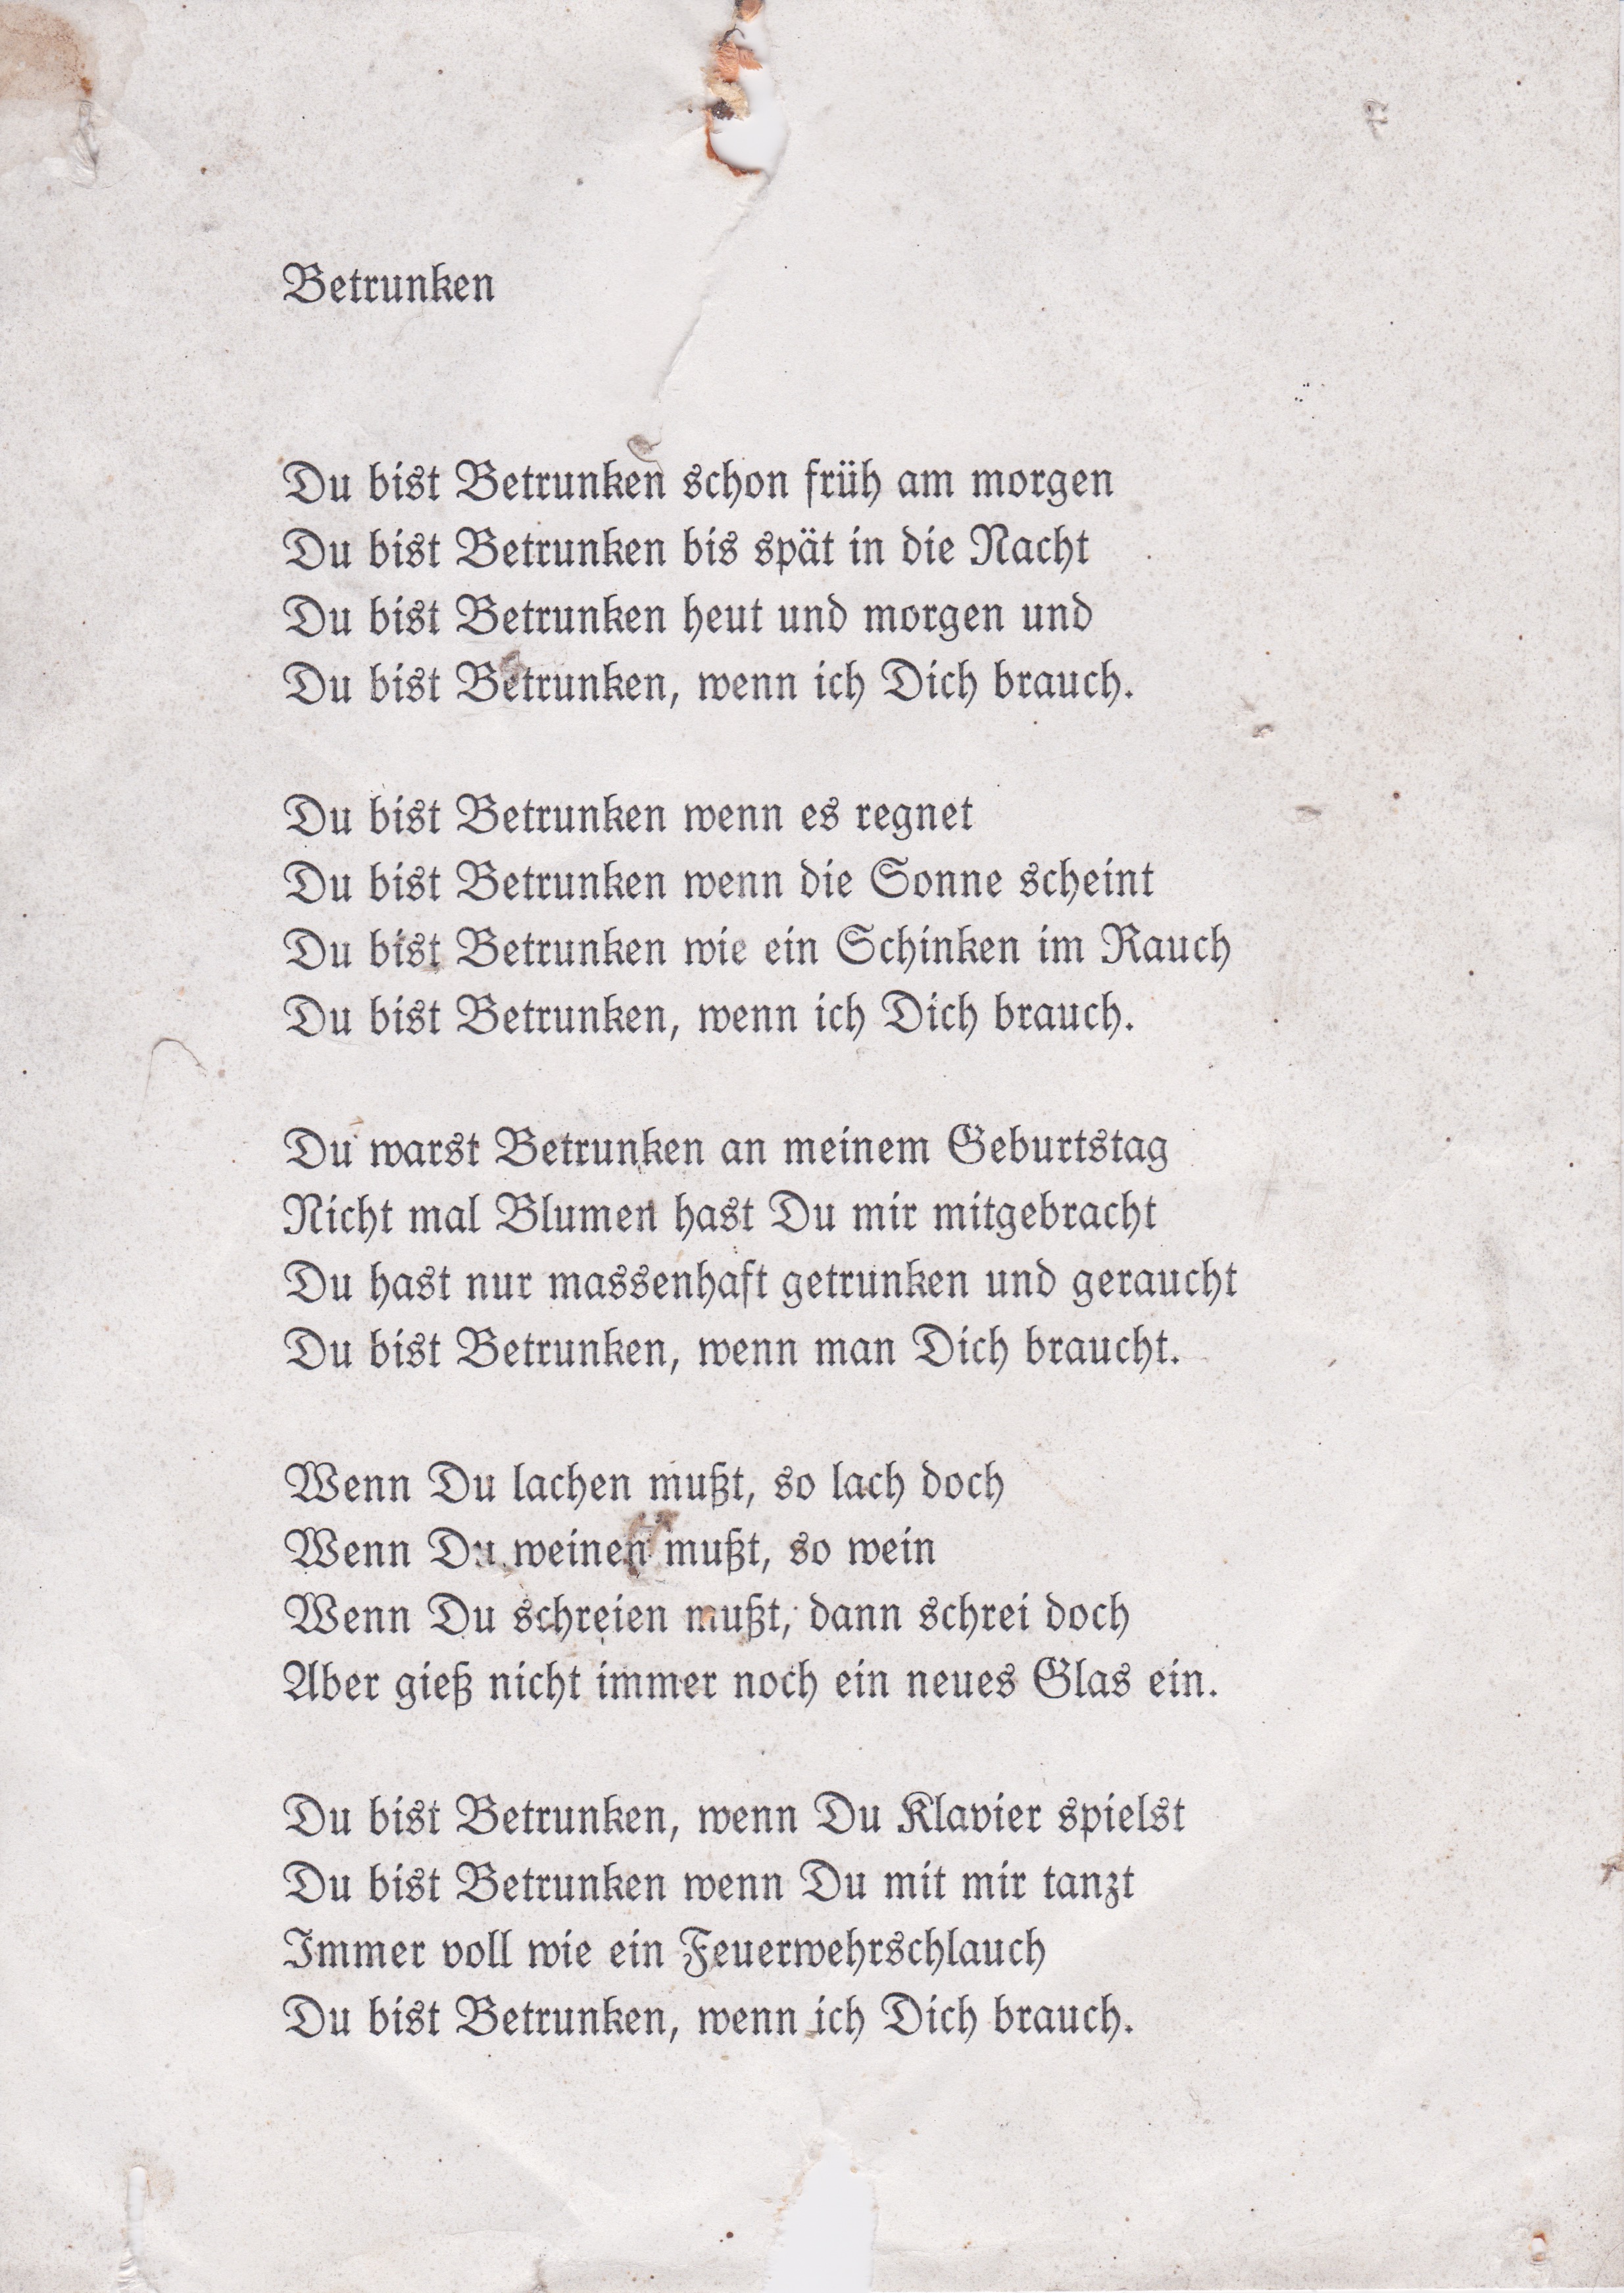 Betrunken
Du bist Betrunken schon früh am morgen
Du bist Betrunken bis spät in die Nacht
Du bist Betrunken heut und morgen und
Du bist Betrunken, wenn ich Dich brauch.
Du bist Betrunken wenn es regnet
Du bist Betrunken wenn die Sonne scheint
Du bist Betrunken wie ein Schinken im Rauch
Du bist Betrunken, wenn ich Dich brauch.
Du warst Betrunken an meinem Geburtstag
Nicht mal Blumen hast Du mir mitgebracht
Du hast nur massenhaft getrunken und geraucht
Du bist Betrunken, wenn man Dich braucht.
Wenn Du lachen mußt, so lach doch
Wenn Du weinen mußt, so wein
Wenn Du schreien mußt, dann schrei doch
Aber gieß nicht immer noch ein neues Glas ein.
Du bist Betrunken, wenn Du Klavier spielst
Du bist Betrunken wenn Du mit mir tanzt
Immer voll wie ein Feuerwehrschlauch
Du bist Betrunken, wenn ich Dich brauch.